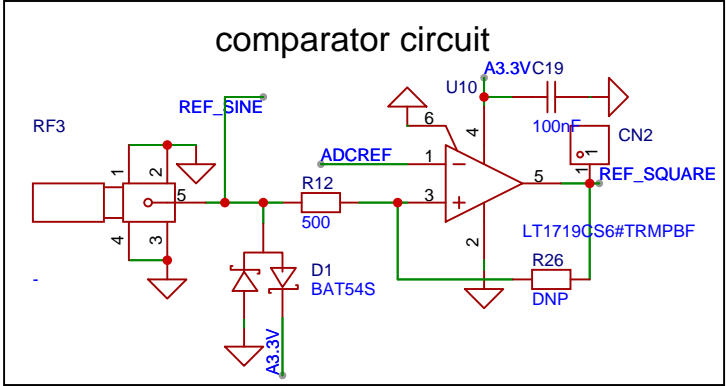 comparator circuit
A3.3V
C19
U10
REF_SINE
RF3
6
4
100nF
CN2
1
1
2
ADCREF
1
5
REF_SQUARE
R12
5
3
500
LT1719CS6#TRMPBF
4
3
2
R26
D1
BAT54S
DNP
-
A3.3V